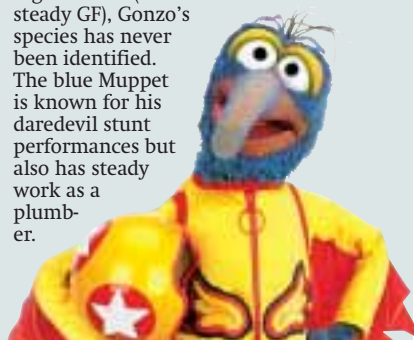 steady GF), Gonzo's
species has never
been identified.
The blue Muppet
is known for his
daredevil stunt
performances but
also has steady
work as a
plumb-
er.